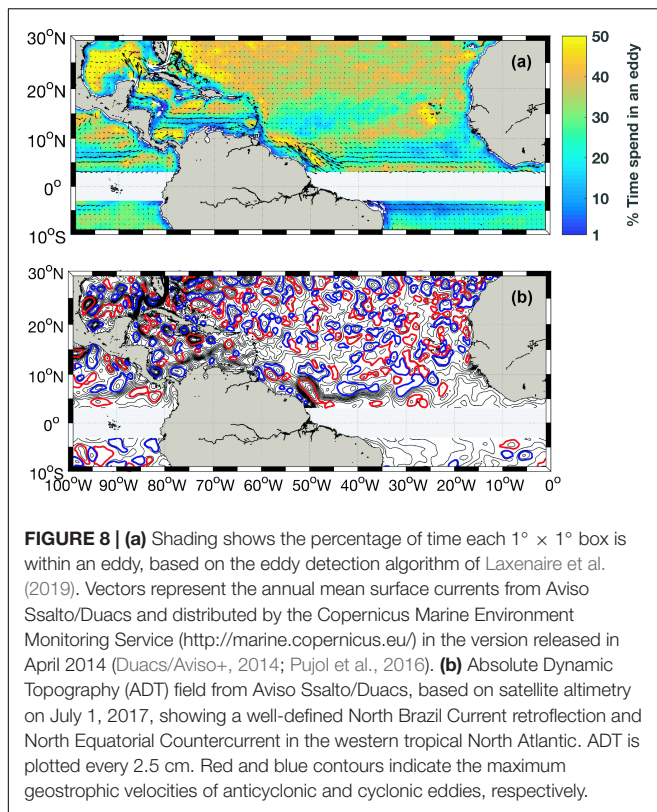 30°N
20°N
10°N
0°
10°S
(a)
50
40
30
20
10
1
% Time spend in an eddy
30°N
20°N
10°N
0°
10°S
(b)
100°W 90°W 80°W 70°W 60°W 50°W 40°W 30°W 20°W 10°W 0°
FIGURE 8 | (a) Shading shows the percentage of time each 1° × 1° box is
within an eddy, based on the eddy detection algorithm of Laxenaire et al.
(2019). Vectors represent the annual mean surface currents from Aviso
Ssalto/Duacs and distributed by the Copernicus Marine Environment
Monitoring Service (http://marine.copernicus.eu/) in the version released in
April 2014 (Duacs/Aviso+, 2014; Pujol et al., 2016). (b) Absolute Dynamic
Topography (ADT) field from Aviso Ssalto/Duacs, based on satellite altimetry
on July 1, 2017, showing a well-defined North Brazil Current retroflection and
North Equatorial Countercurrent in the western tropical North Atlantic. ADT is
plotted every 2.5 cm. Red and blue contours indicate the maximum
geostrophic velocities of anticyclonic and cyclonic eddies, respectively.